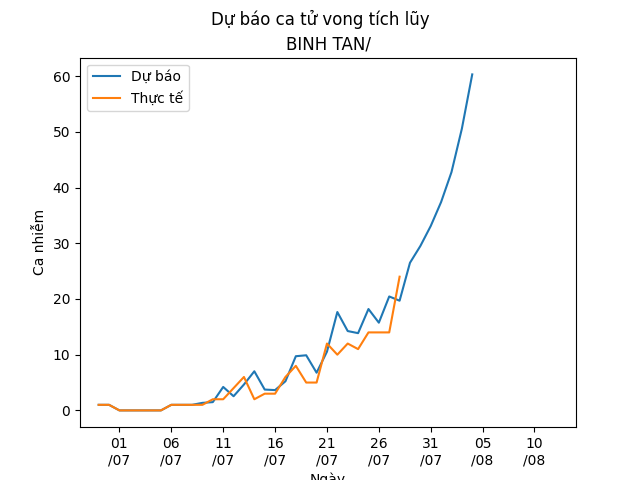 Dự báo ca tử vong tích lũy
BINH TAN/
Dự báo
Thực tế
Ca nhiễm
60
50
40
30
20
10
0
01 06 11 16 21 26 31 05 10
/07 /07 /07 /07 /07 /07 /07 /08 /08
Ngày